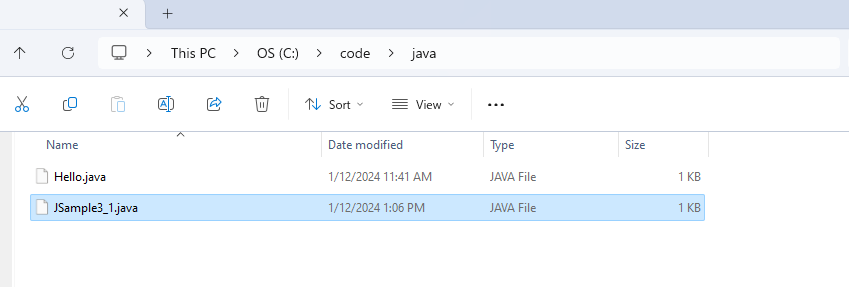 This PC > OS (C:) > code > java
Sort View
Name Date modified Type Size
Hello.java 1/12/2024 11:41 AM JAVA File 1 KB
JSample3_1.java 1/12/2024 1:06 PM JAVA File 1 KB